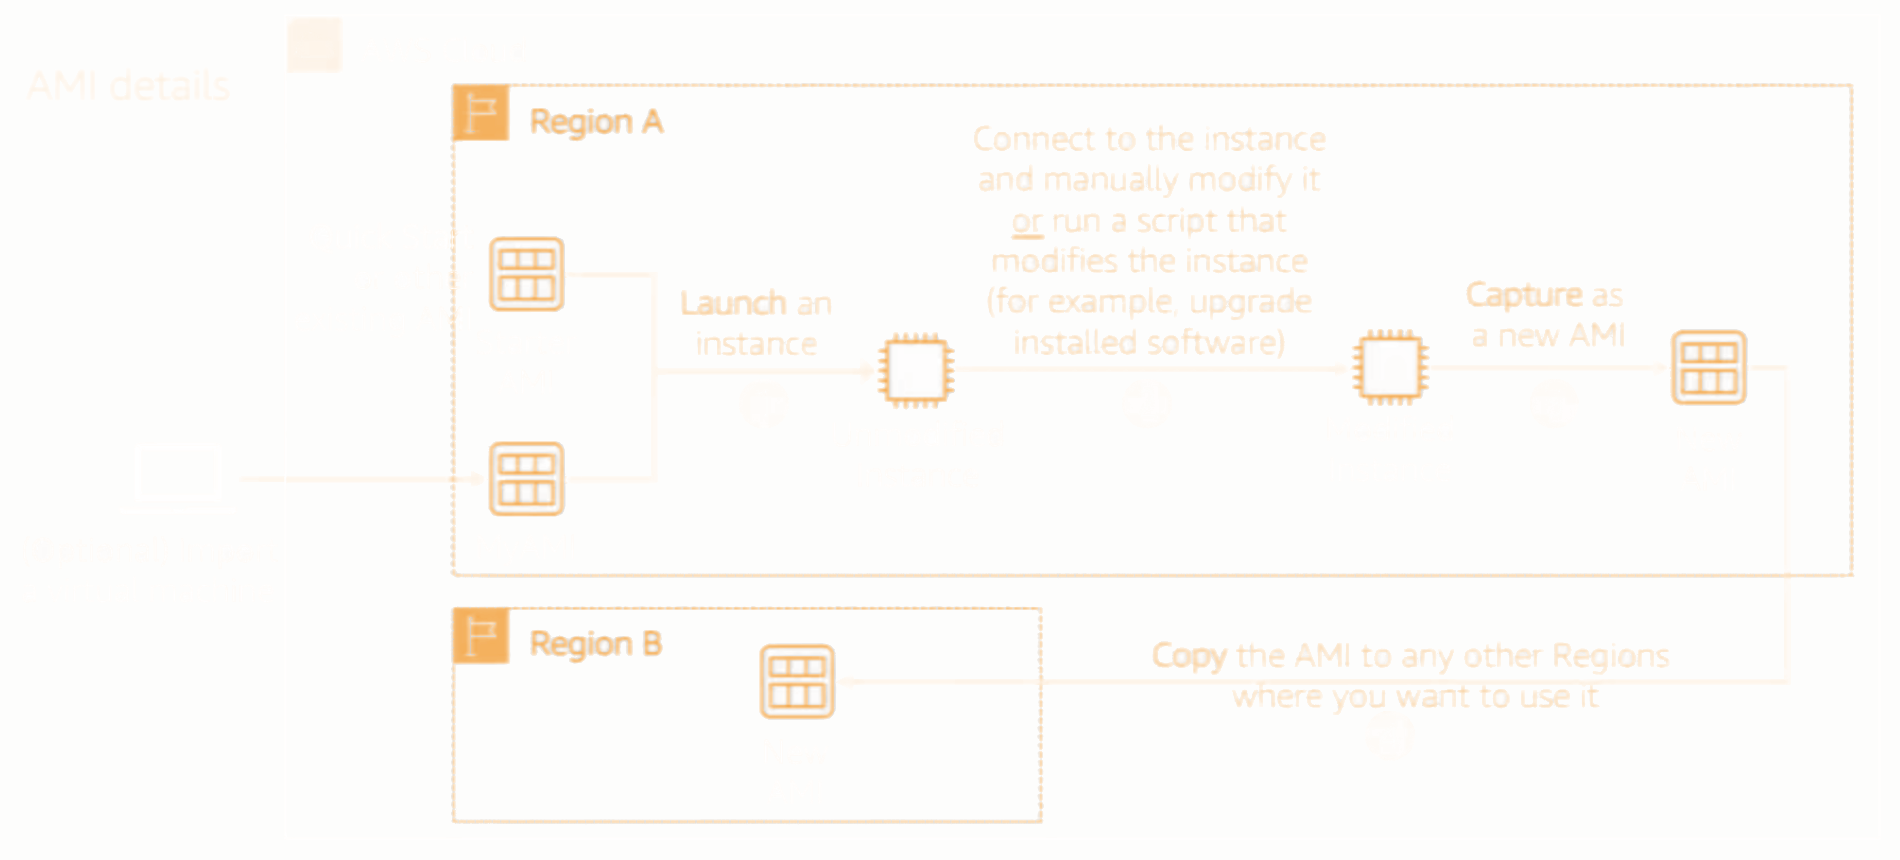 AMI details
Region A
Connect to the instance
and manually modify it
or run a script that
modifies the instance
(for example, upgrade
installed software)
Launch an
instance
Capture as
a new AMI
Region B
Copy the AMI to any other Regions
where you want to use it